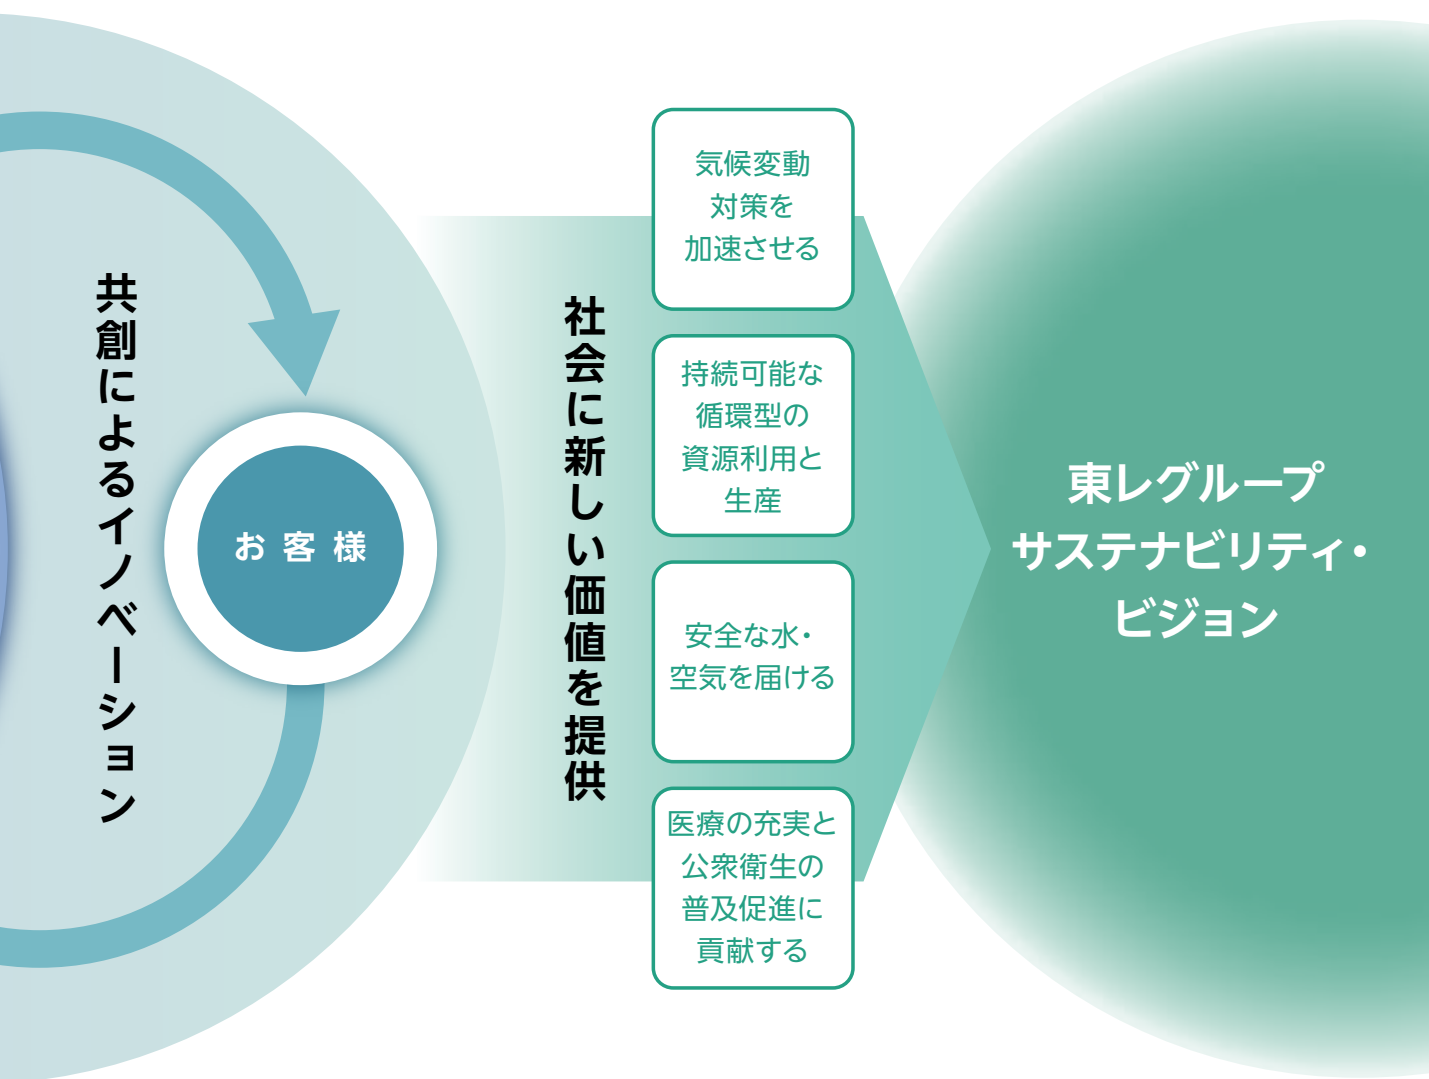 共創によるイノベーション
お客様
社会に新しい価値を提供
気候変動
対策を
加速させる
持続可能な
循環型の
資源利用と
生産
安全な水・
空気を届ける
医療の充実と
公衆衛生の
普及促進に
貢献する
東レグループ
サステナビリティ・
ビジョン